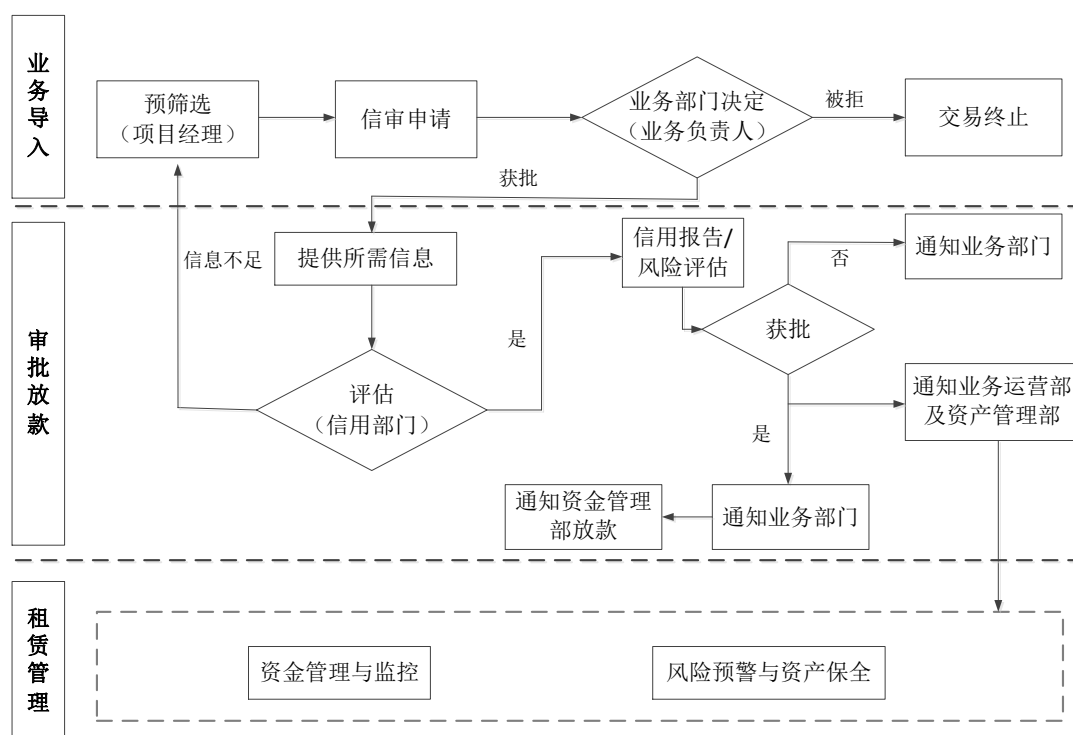 业务导入
预筛选
（项目经理）
信审申请
业务部门决定
（业务负责人）
被拒
交易终止
获批
审批放款
信息不足
提供所需信息
信用报告/
风险评估
否
通知业务部门
获批
是
评估
（信用部门）
通知业务运营部
及资产管理部
是
通知资金管理
部放款
通知业务部门
租赁管理
资金管理与监控
风险预警与资产保全